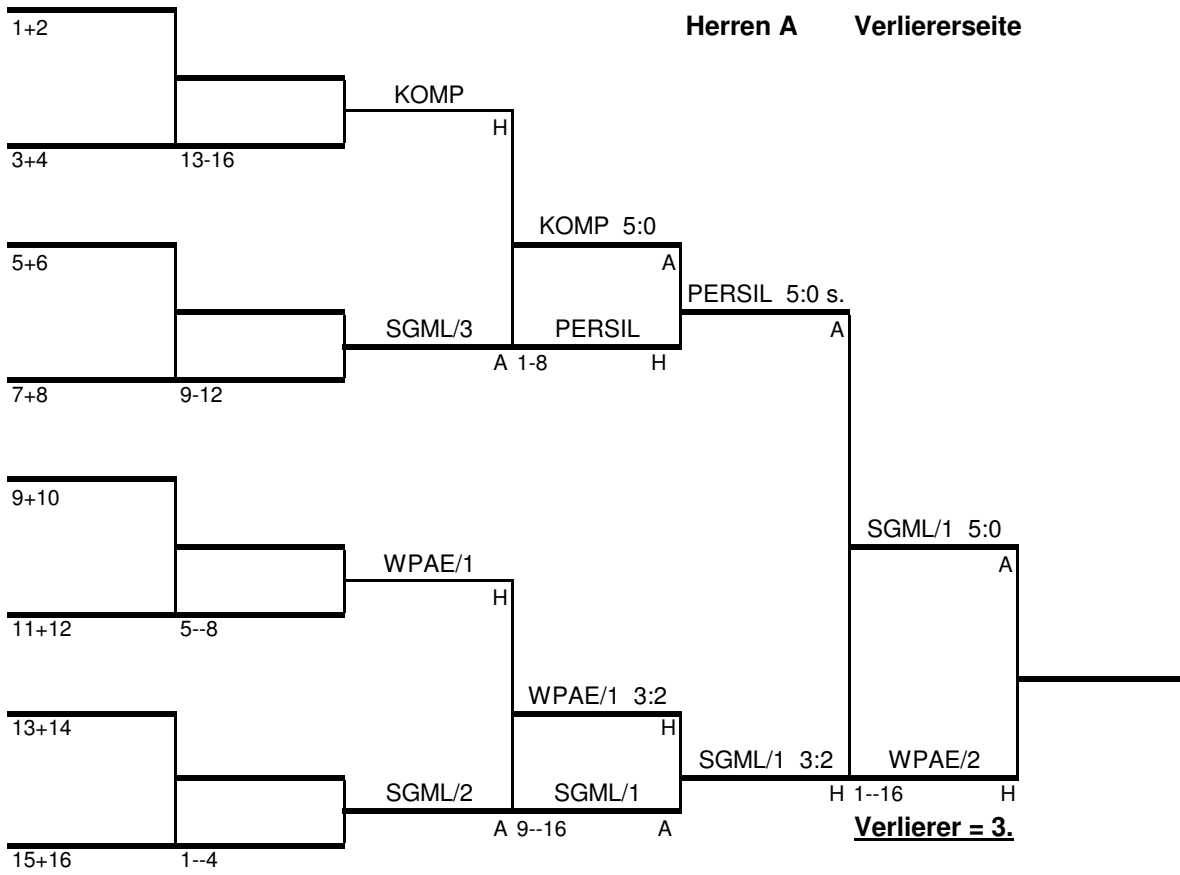 Herren A Verliererseite
1+2
KOMP
H
3+4 13-16
KOMP 5:0
5+6 A
PERSIL 5:0 s.
SGML/3 PERSIL A
A 1-8 H
7+8 9-12
9+10
SGML/1 5:0
WPAE/1 A
H
11+12 5--8
WPAE/1 3:2
13+14 H
SGML/1 3:2 WPAE/2
SGML/2 SGML/1 H 1--16 H
A 9--16 A Verlierer = 3.
15+16 1--4